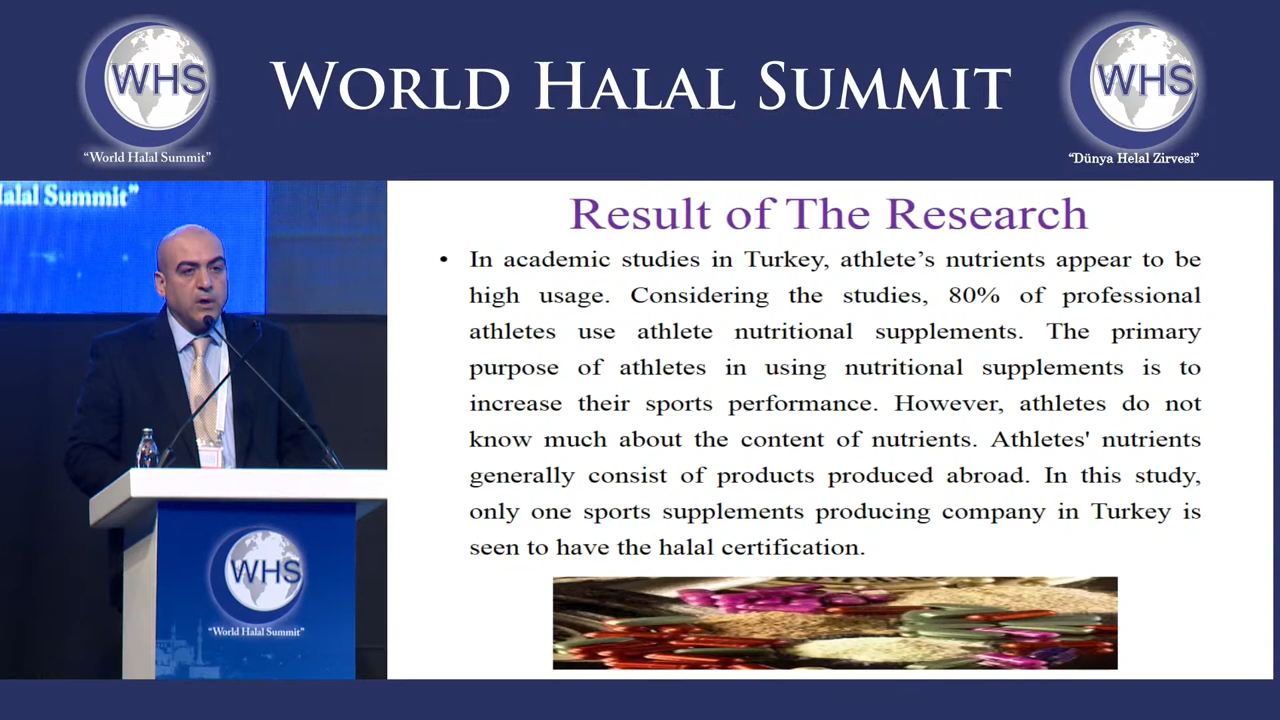 WHS
"World Halal Summit"
WORLD HALAL SUMMIT
WHS
"Dünya Helal Zirvesi"
Halal Summit"
Result of The Research
• In academic studies in Turkey, athlete's nutrients appear to be
high usage. Considering the studies, 80% of professional
athletes use athlete nutritional supplements. The primary
purpose of athletes in using nutritional supplements is to
increase their sports performance. However, athletes do not
know much about the content of nutrients. Athletes' nutrients
generally consist of products produced abroad. In this study,
only one sports supplements producing company in Turkey is
seen to have the halal certification.
WHS
"World Halal Summit"